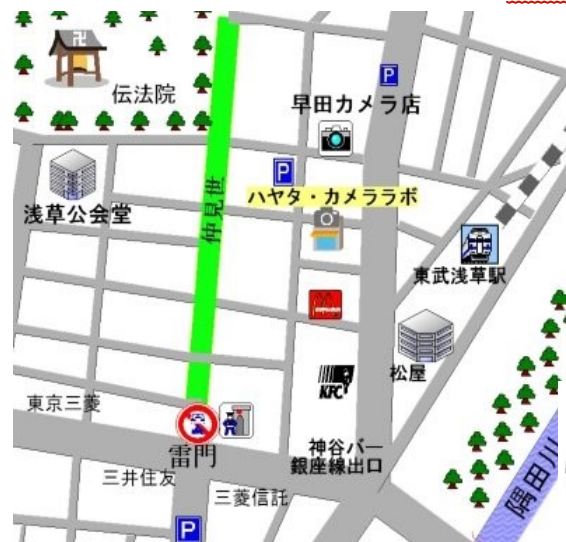 卍
伝法院
P
早田カメラ店
P
ハヤタ・カメララボ
仲見世
浅草公会堂
東武浅草駅
松屋
KFC
東京三菱
雷門
神谷バー
銀座線出口
三井住友
三菱信託
隅田川
P